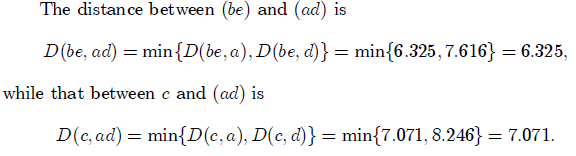 The distance between (be) and (ad) is
D(be, ad) = min{D(be, a), D(be, d)} = min{6.325, 7.616} = 6.325,
while that between c and (ad) is
D(c, ad) = min{D(c, a), D(c, d)} = min{7.071, 8.246} = 7.071.